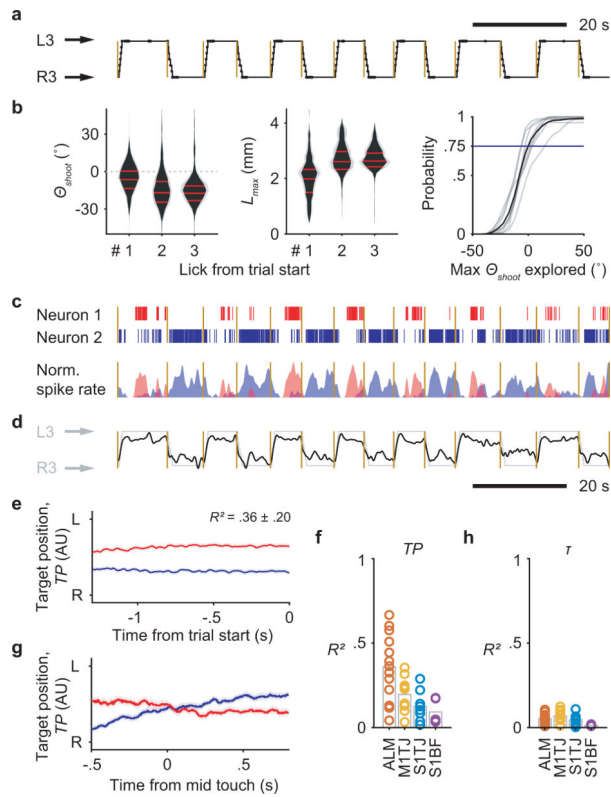 a
L3
R3
20 s
b
Θshoot (°)
50
0
-30
# 1 2 3
Lmax (mm)
4
2
0
# 1 2 3
Lick from trial start
Probability
1
.75
.5
0
-50 0 50
Max Θshoot explored (°)
c
Neuron 1
Neuron 2
Norm.
spike rate
d
L3
R3
20 s
e
R² = .36 ± .20
Target position,
TP (AU)
L
R
-1 -.5 0
Time from trial start (s)
f
TP
R²
1
.5
0
ALM
M1TJ
S1TJ
S1BF
h
τ
R²
1
.5
0
ALM
M1TJ
S1TJ
S1BF
g
Target position,
TP (AU)
L
R
-.5 0 .5
Time from mid touch (s)